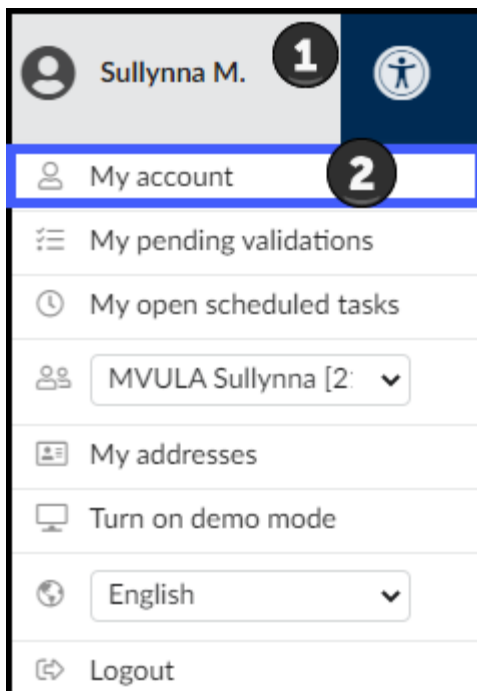 Sullynna M. 1
My account 2
My pending validations
My open scheduled tasks
MVULA Sullynna [2
My addresses
Turn on demo mode
English
Logout